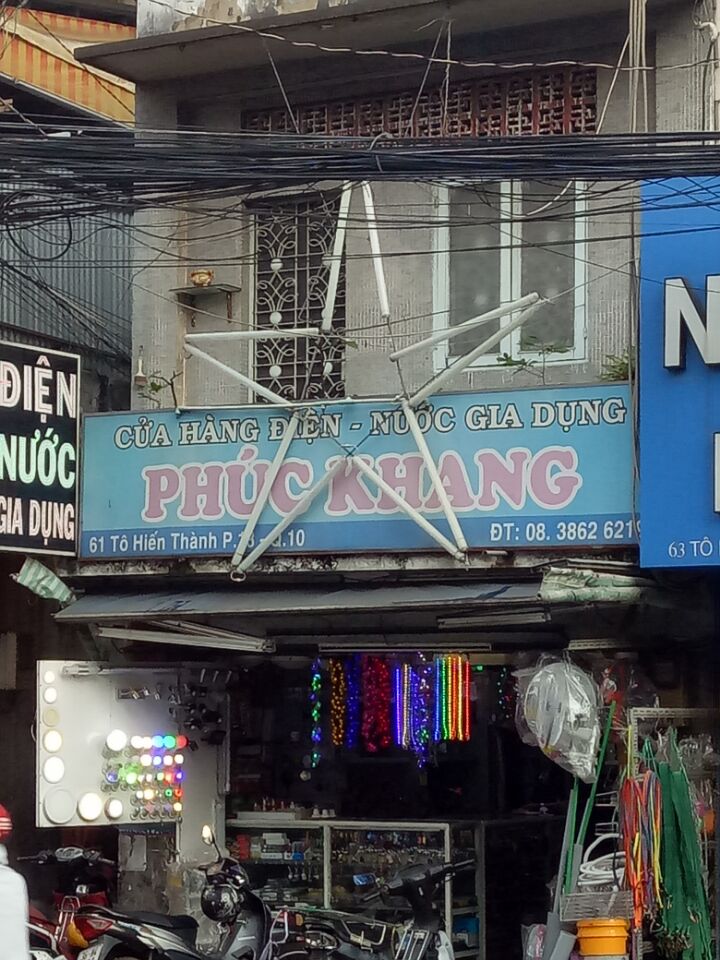 ĐIỆN
NƯỚC
GIA DỤNG
CỬA HÀNG ĐIỆN - NƯỚC GIA DỤNG
PHÚC KHANG
61 Tô Hiến Thành
ĐT: 08. 3862 621
63 TÔ